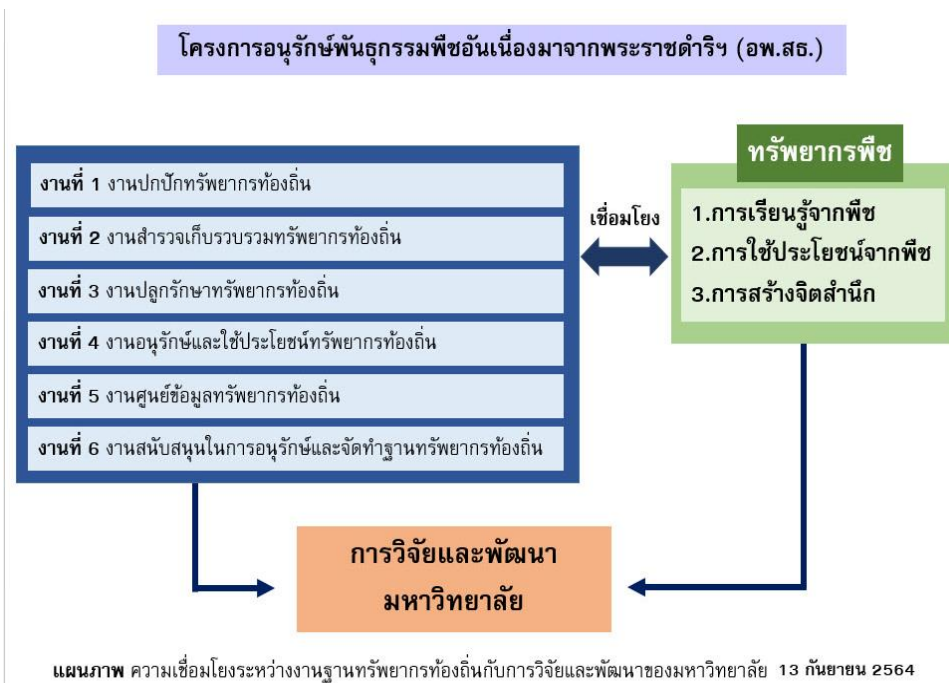 โครงการอนุรักษ์พันธุกรรมพืชอันเนื่องมาจากพระราชดำริฯ (อพ.สธ.)
งานที่ 1 งานปกปักทรัพยากรท้องถิ่น
งานที่ 2 งานสำรวจเก็บรวบรวมทรัพยากรท้องถิ่น
งานที่ 3 งานปลูกรักษาทรัพยากรท้องถิ่น
งานที่ 4 งานอนุรักษ์และใช้ประโยชน์ทรัพยากรท้องถิ่น
งานที่ 5 งานศูนย์ข้อมูลทรัพยากรท้องถิ่น
งานที่ 6 งานสนับสนุนในการอนุรักษ์และจัดทำฐานทรัพยากรท้องถิ่น
เชื่อมโยง
ทรัพยากรพืช
1.การเรียนรู้จากพืช
2.การใช้ประโยชน์จากพืช
3.การสร้างจิตสำนึก
การวิจัยและพัฒนา
มหาวิทยาลัย
แผนภาพ ความเชื่อมโยงระหว่างงานฐานทรัพยากรท้องถิ่นกับการวิจัยและพัฒนาของมหาวิทยาลัย 13 กันยายน 2564